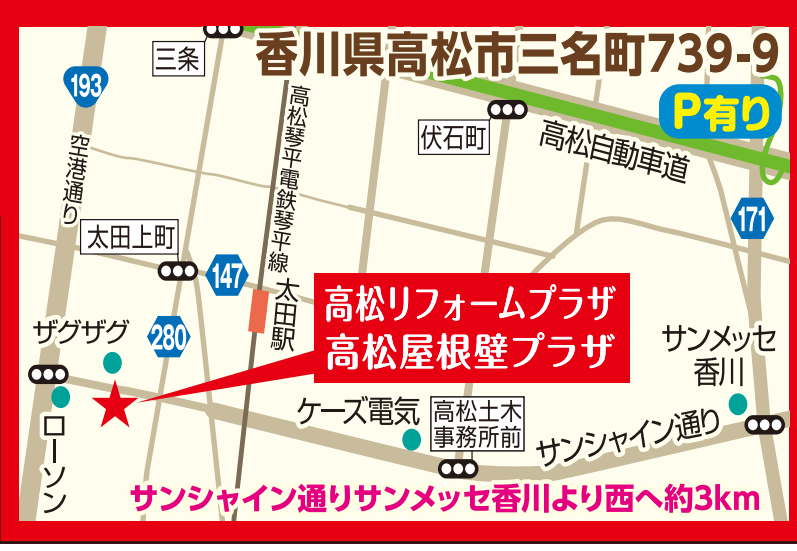 三条
香川県高松市三名町739-9
193
P有り
高松琴平電鉄琴平線
伏石町
高松自動車道
空港通り
171
太田上町
147
太田駅
高松リフォームプラザ
高松屋根壁プラザ
ザグザグ
280
サンメッセ
香川
ケーズ電気
高松土木
事務所前
サンシャイン通り
ローソン
サンシャイン通りサンメッセ香川より西へ約3km